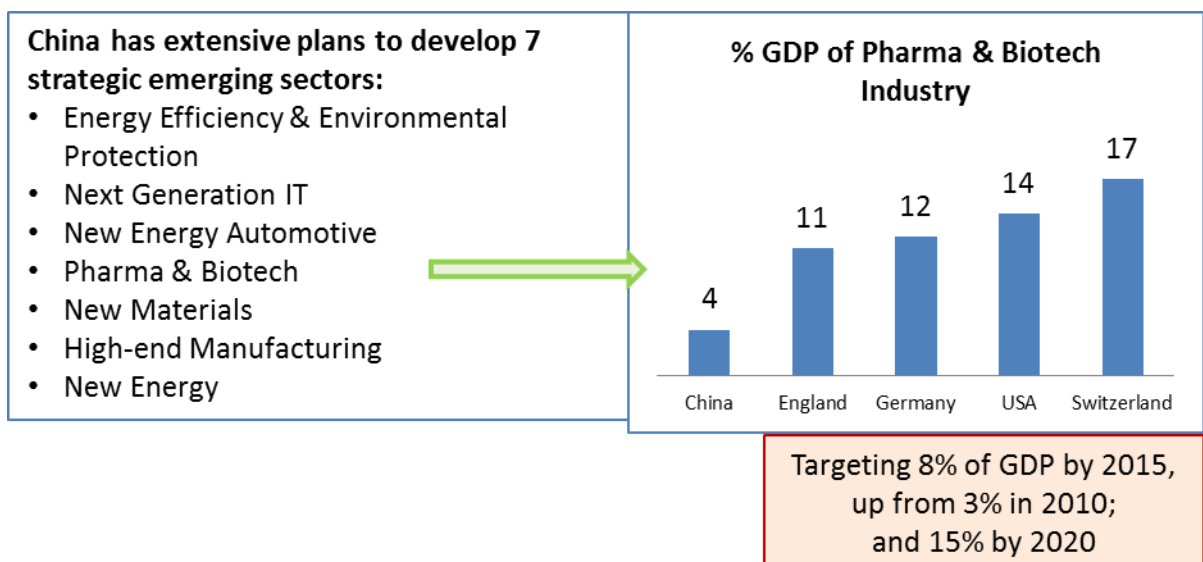 China has extensive plans to develop 7
strategic emerging sectors:
• Energy Efficiency & Environmental
Protection
• Next Generation IT
• New Energy Automotive
• Pharma & Biotech
• New Materials
• High-end Manufacturing
• New Energy
% GDP of Pharma & Biotech
Industry
4
11
12
14
17
China
England
Germany
USA
Switzerland
Targeting 8% of GDP by 2015,
up from 3% in 2010;
and 15% by 2020